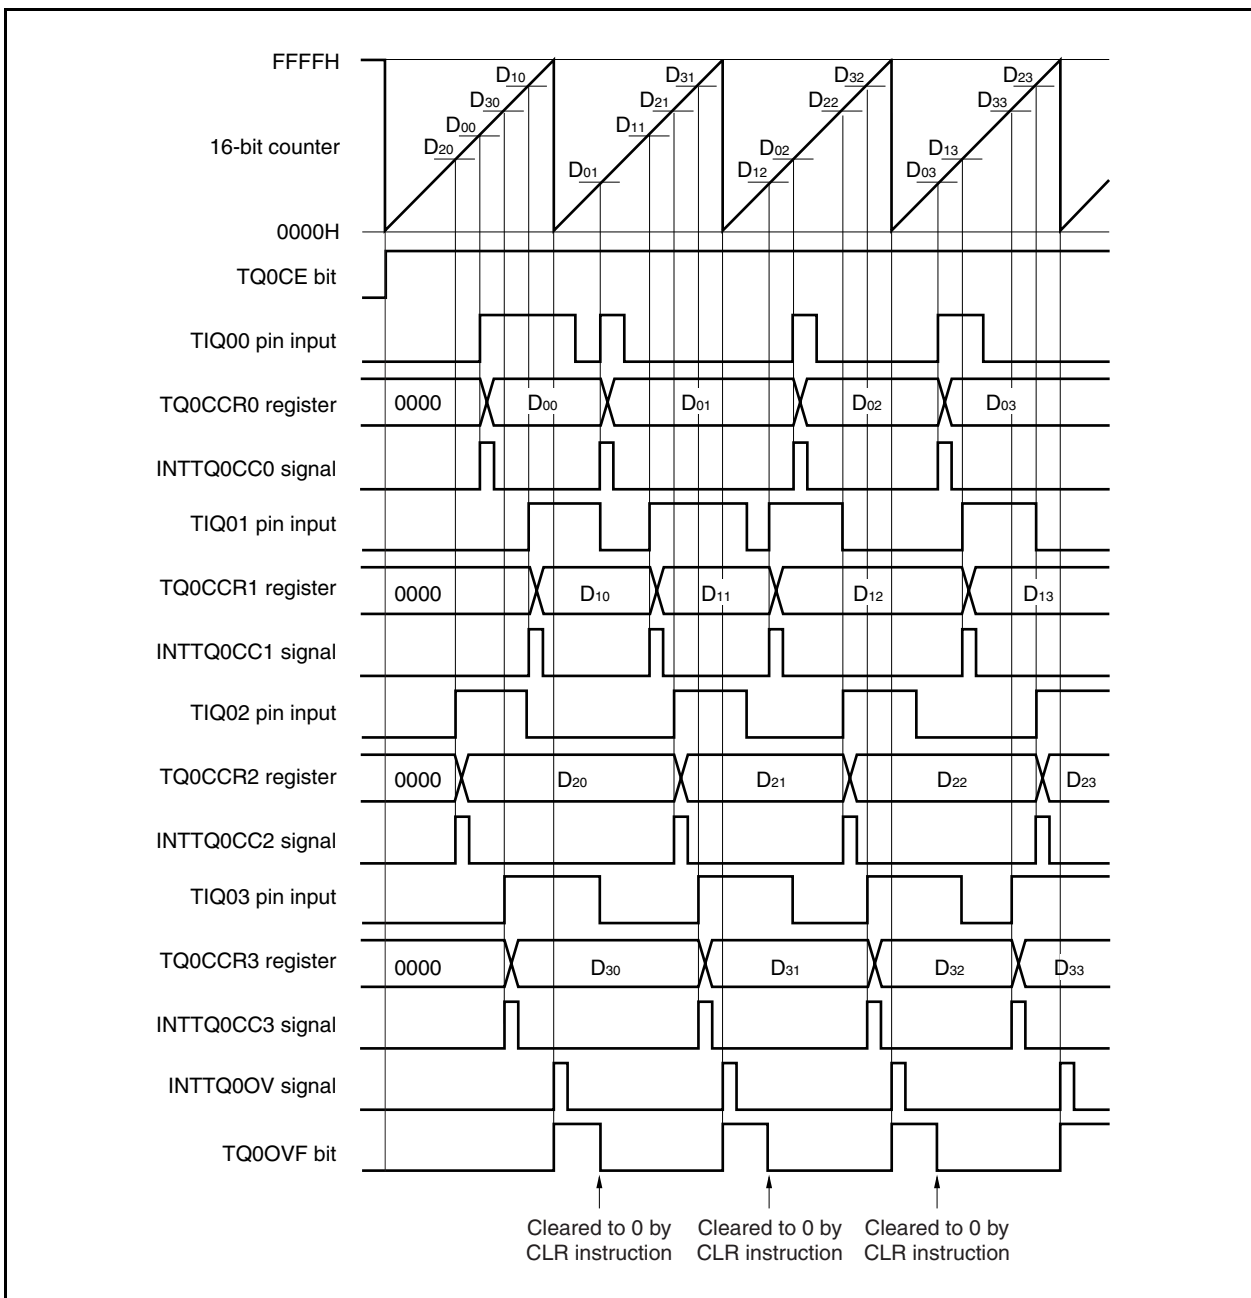 FFFFH
D10
D31
D32
D23
D30
D21
D22
D33
D00
D11
16-bit counter
D20
D02
D13
D01
D12
D03
0000H
TQ0CE bit
TIQ00 pin input
TQ0CCR0 register
0000
D00
D01
D02
D03
INTTQ0CC0 signal
TIQ01 pin input
TQ0CCR1 register
0000
D10
D11
D12
D13
INTTQ0CC1 signal
TIQ02 pin input
TQ0CCR2 register
0000
D20
D21
D22
D23
INTTQ0CC2 signal
TIQ03 pin input
TQ0CCR3 register
0000
D30
D31
D32
D33
INTTQ0CC3 signal
INTTQ0OV signal
TQ0OVF bit
Cleared to 0 by
CLR instruction
Cleared to 0 by
CLR instruction
Cleared to 0 by
CLR instruction